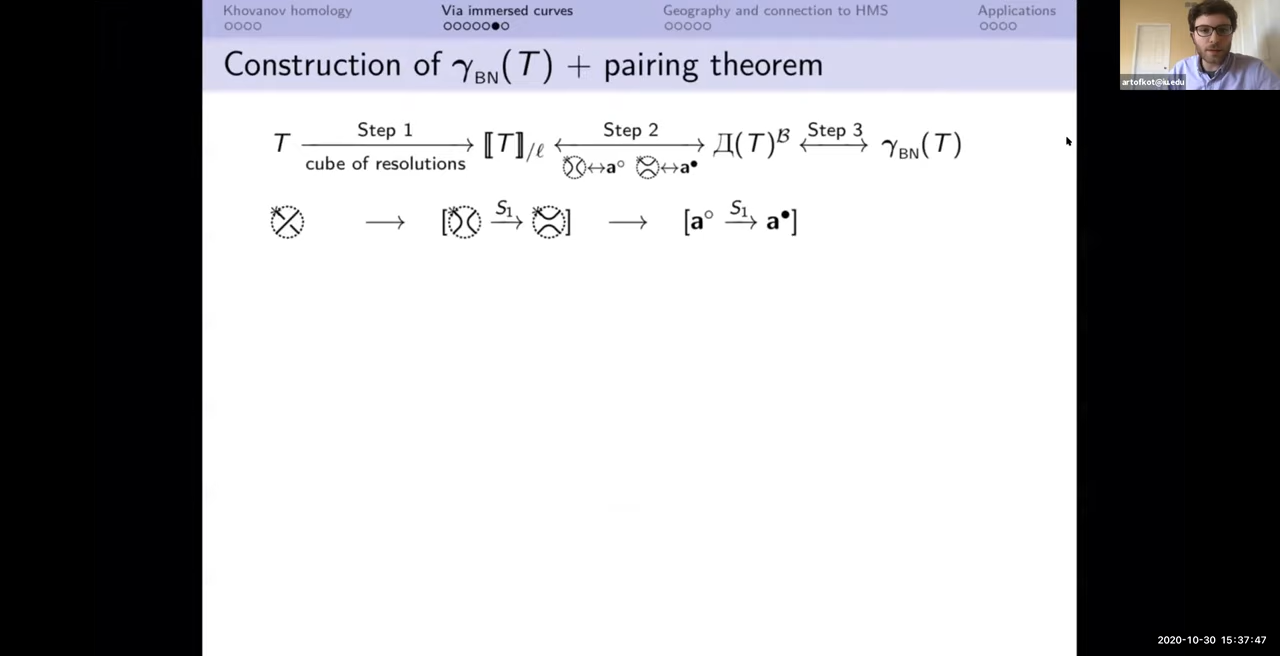 Khovanov homology Via immersed curves Geography and connection to HMS Applications
Construction of γ_BN(T) + pairing theorem
T Step 1 ⟦T⟧/ℓ Step 2 Д(T)^ℬ Step 3 γ_BN(T)
cube of resolutions ↔a° ↔a•
⟶ [ S₁→ ] ⟶ [a° S₁→ a•]
artofkot@iu.edu
2020-10-30 15:37:47